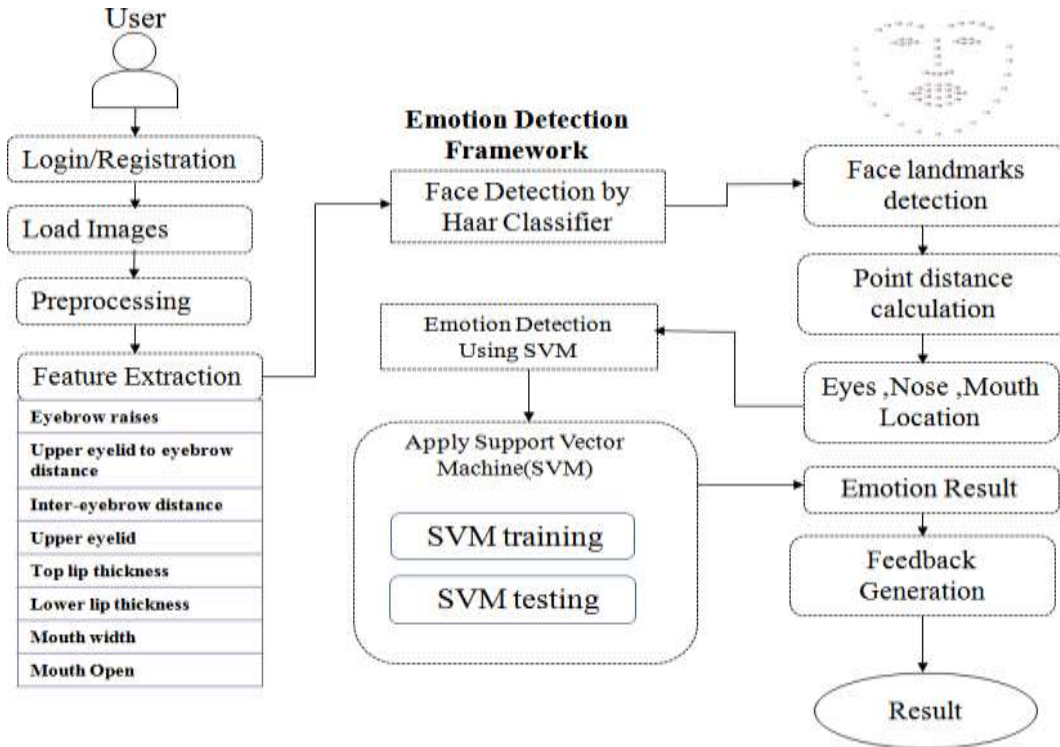 User
Login/Registration
Load Images
Preprocessing
Feature Extraction
Eyebrow raises
Upper eyelid to eyebrow
distance
Inter-eyebrow distance
Upper eyelid
Top lip thickness
Lower lip thickness
Mouth width
Mouth Open
Emotion Detection
Framework
Face Detection by
Haar Classifier
Face landmarks
detection
Point distance
calculation
Eyes ,Nose ,Mouth
Location
Emotion Detection
Using SVM
Apply Support Vector
Machine(SVM)
SVM training
SVM testing
Emotion Result
Feedback
Generation
Result